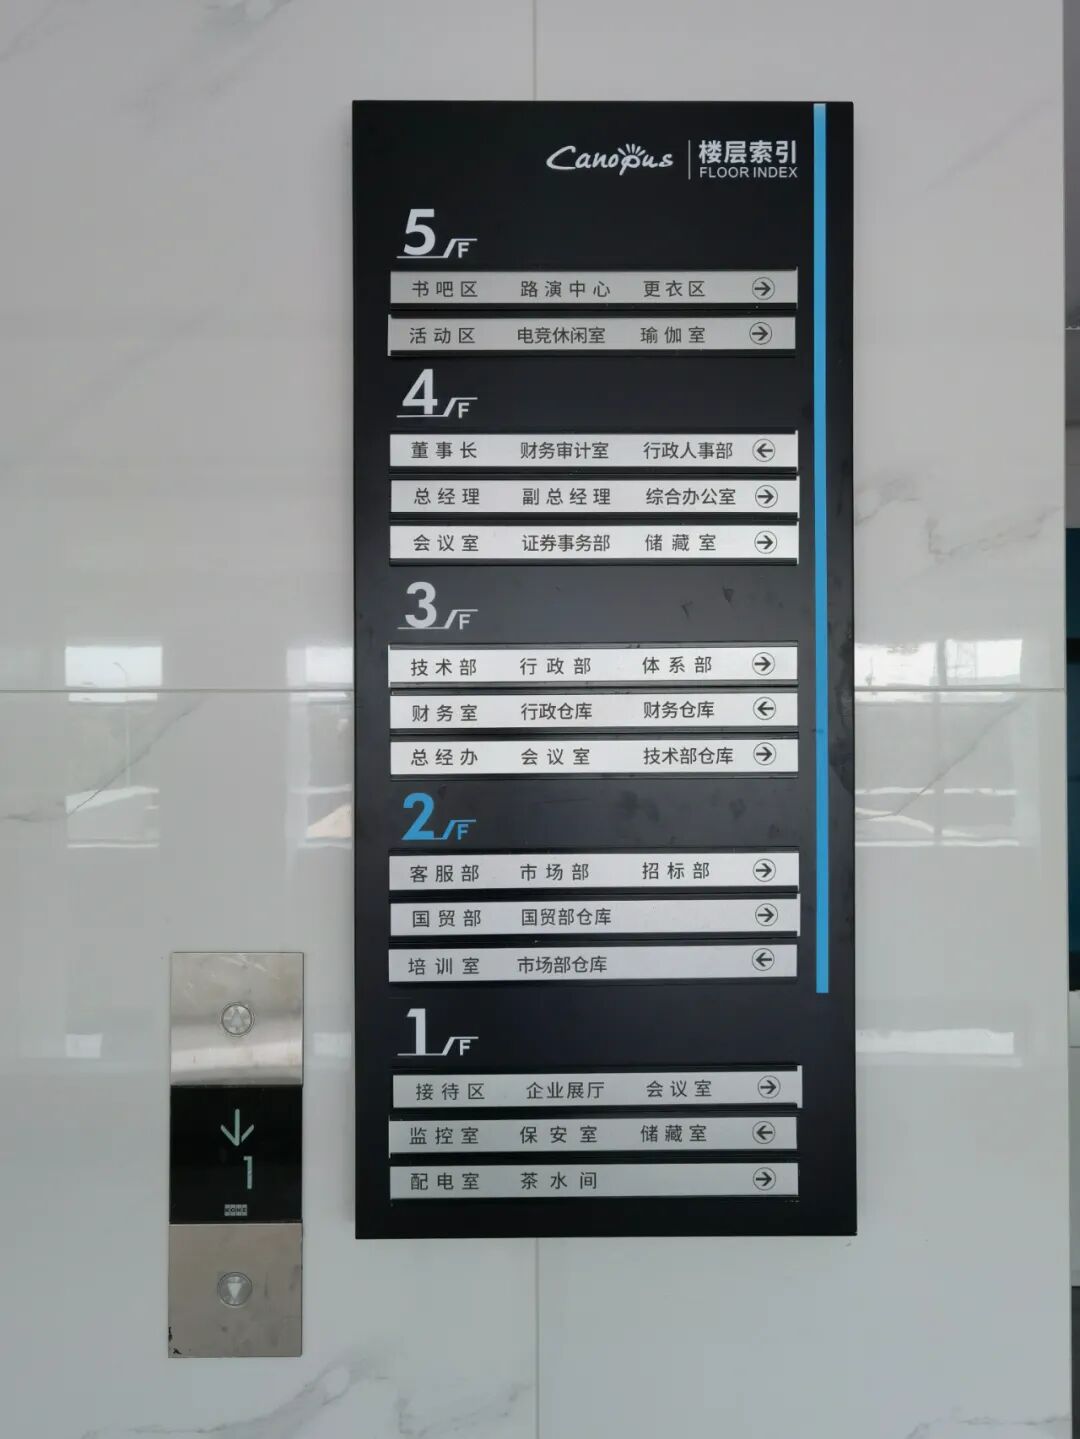 Canopus 楼层索引
FLOOR INDEX
5/F
书吧区 路演中心 更衣区 →
活动区 电竞休闲室 瑜伽室 →
4/F
董事长 财务审计室 行政人事部 ←
总经理 副总经理 综合办公室 →
会议室 证券事务部 储藏室 →
3/F
技术部 行政部 体系部 →
财务室 行政仓库 财务仓库 ←
总经办 会议室 技术部仓库 →
2/F
客服部 市场部 招标部 →
国贸部 国贸部仓库 →
培训室 市场部仓库 ←
1/F
接待区 企业展厅 会议室 →
监控室 保安室 储藏室 ←
配电室 茶水间 →
↓
1
KONE